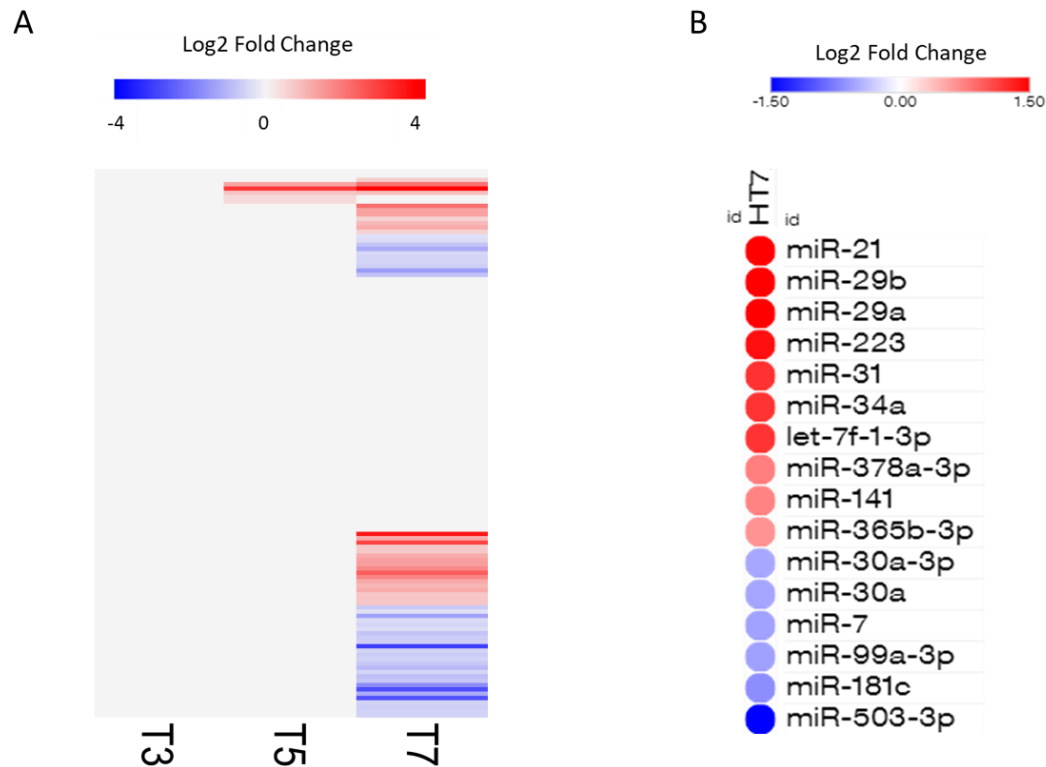 A
Log2 Fold Change
-4 0 4
T3 T5 T7
B
Log2 Fold Change
-1.50 0.00 1.50
id HT7 id
miR-21
miR-29b
miR-29a
miR-223
miR-31
miR-34a
let-7f-1-3p
miR-378a-3p
miR-141
miR-365b-3p
miR-30a-3p
miR-30a
miR-7
miR-99a-3p
miR-181c
miR-503-3p